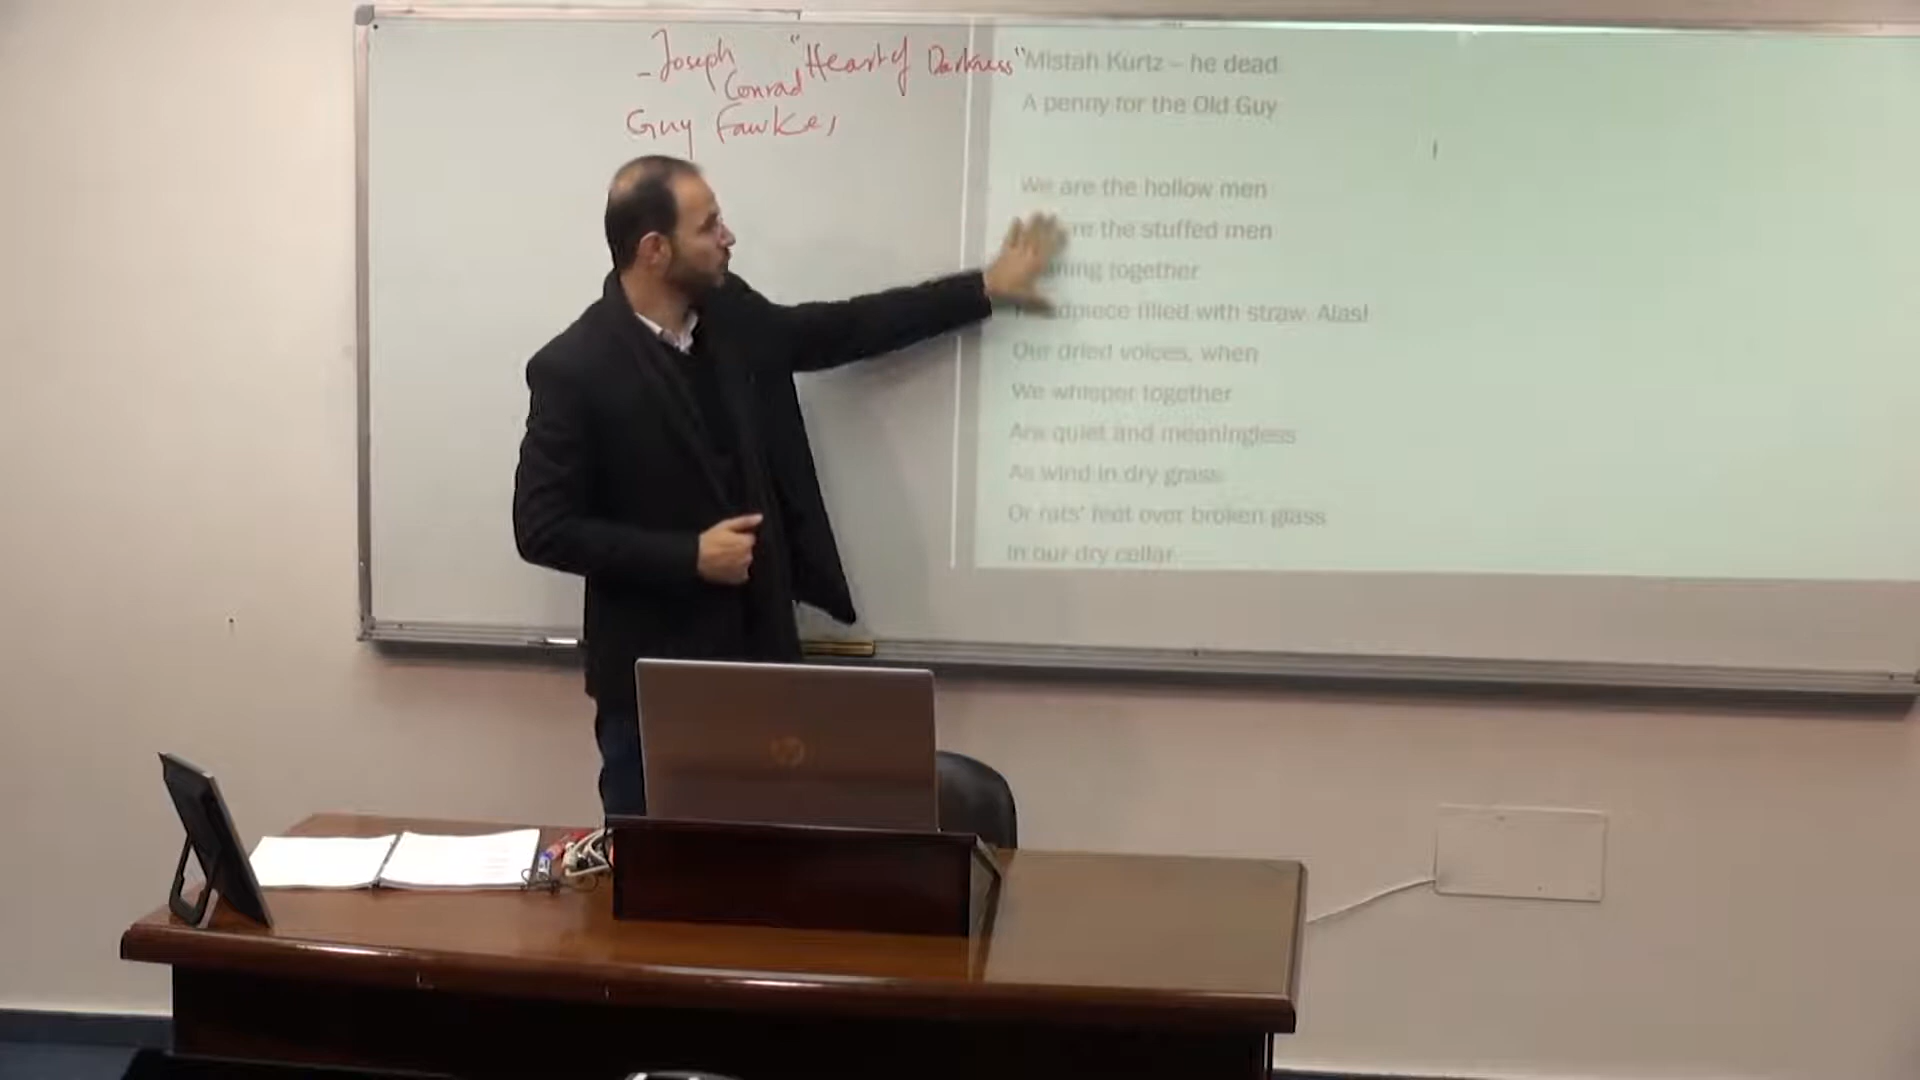 - Joseph "Heart of Darkness"
Conrad
Guy Fawkes
Mistah Kurtz – he dead
A penny for the Old Guy
We are the hollow men
are the stuffed men
together
filled with straw. Alas!
Our dried voices, when
We whisper together
Are quiet and meaningless
As wind in dry grass
Or rats' feet over broken glass
In our dry cellar
hp